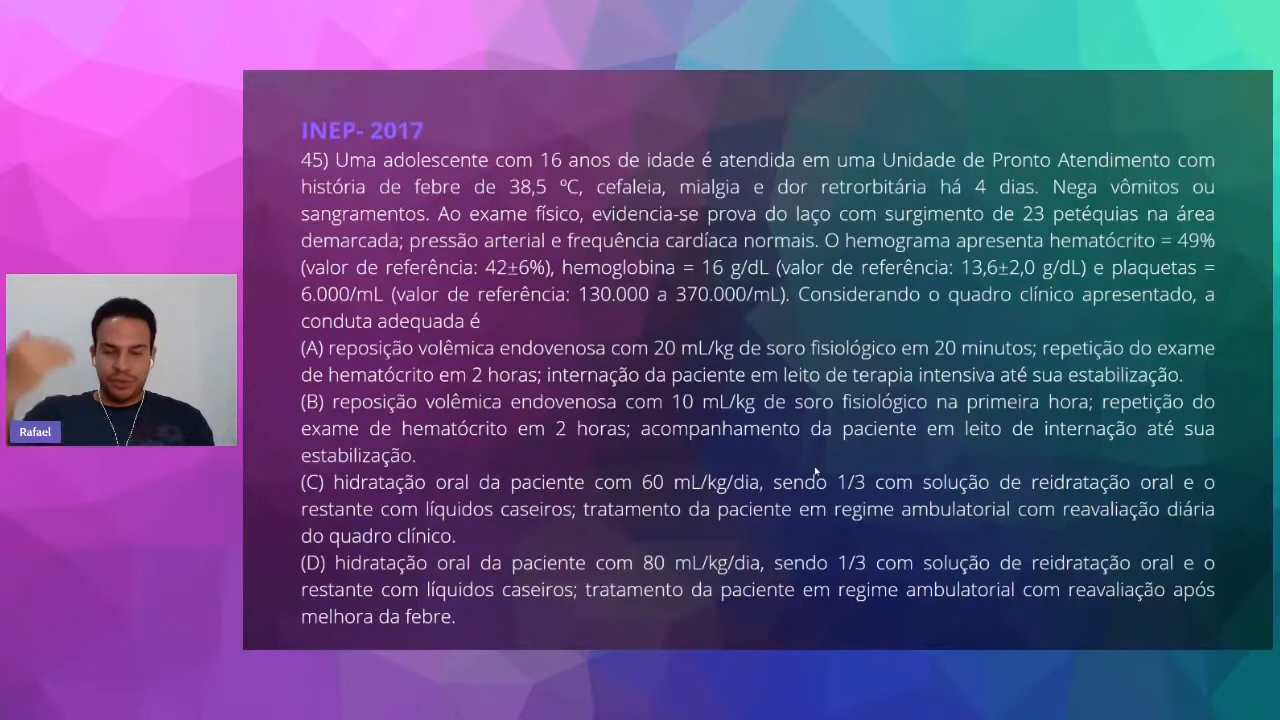 INEP- 2017
45) Uma adolescente com 16 anos de idade é atendida em uma Unidade de Pronto Atendimento com
história de febre de 38,5 ºC, cefaleia, mialgia e dor retrorbitária há 4 dias. Nega vômitos ou
sangramentos. Ao exame físico, evidencia-se prova do laço com surgimento de 23 petéquias na área
demarcada; pressão arterial e frequência cardíaca normais. O hemograma apresenta hematócrito = 49%
(valor de referência: 42±6%), hemoglobina = 16 g/dL (valor de referência: 13,6±2,0 g/dL) e plaquetas =
6.000/mL (valor de referência: 130.000 a 370.000/mL). Considerando o quadro clínico apresentado, a
conduta adequada é
(A) reposição volêmica endovenosa com 20 mL/kg de soro fisiológico em 20 minutos; repetição do exame
de hematócrito em 2 horas; internação da paciente em leito de terapia intensiva até sua estabilização.
(B) reposição volêmica endovenosa com 10 mL/kg de soro fisiológico na primeira hora; repetição do
exame de hematócrito em 2 horas; acompanhamento da paciente em leito de internação até sua
estabilização.
(C) hidratação oral da paciente com 60 mL/kg/dia, sendo 1/3 com solução de reidratação oral e o
restante com líquidos caseiros; tratamento da paciente em regime ambulatorial com reavaliação diária
do quadro clínico.
(D) hidratação oral da paciente com 80 mL/kg/dia, sendo 1/3 com solução de reidratação oral e o
restante com líquidos caseiros; tratamento da paciente em regime ambulatorial com reavaliação após
melhora da febre.
Rafael